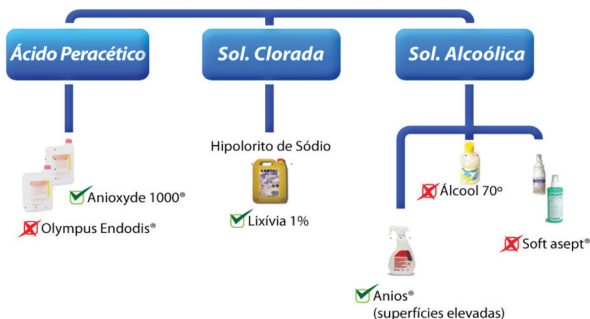 Ácido Peracético
Sol. Clorada
Sol. Alcoólica
Anioxyde 1000®
Olympus Endodis®
Hipolorito de Sódio
Lixívia 1%
Álcool 70º
Soft asept®
Anios®
(superfícies elevadas)